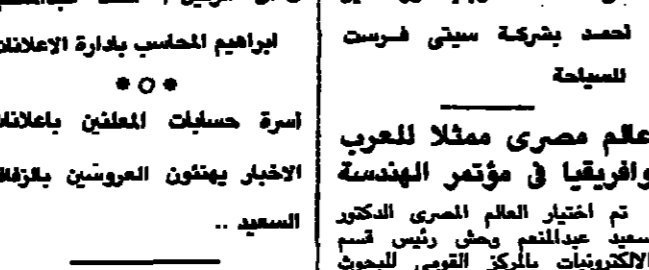 احمد بشركة سيتى فرست
للسياحة
عالم مصرى ممثلا للعرب
وافريقيا فى مؤتمر الهندسة
تم اختيار العالم المصرى الدكتور
سعيد عبدالمنعم وحش رئيس قسم
الالكترونيات بالمركز القومى للبحوث
ابراهيم المحاسب بادارة الاعلانات
* O *
اسرة حسابات المعلنين باعلانات
الاخبار يهنئون العروسين بالزفاف
السعيد ..